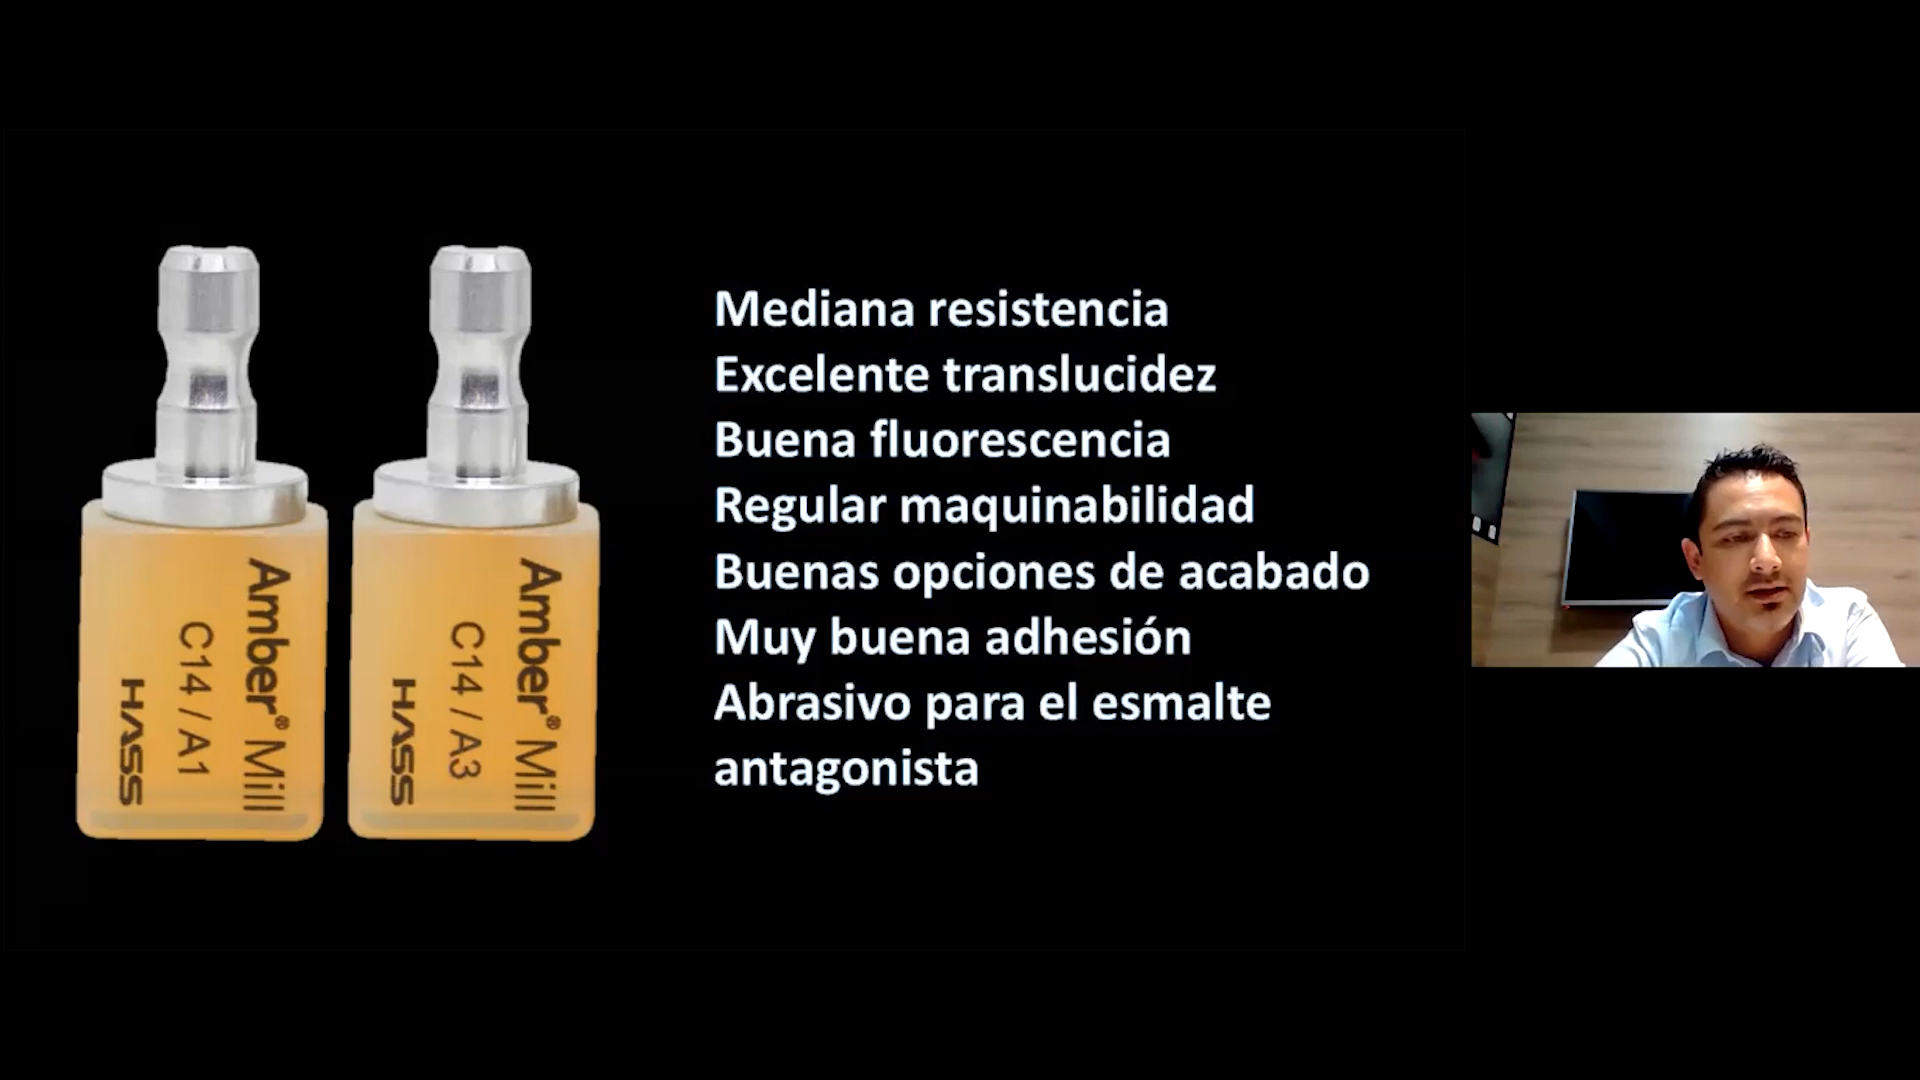 Amber® Mill
C14 / A1
HASS
Amber® Mill
C14 / A3
HASS
Mediana resistencia
Excelente translucidez
Buena fluorescencia
Regular maquinabilidad
Buenas opciones de acabado
Muy buena adhesión
Abrasivo para el esmalte
antagonista